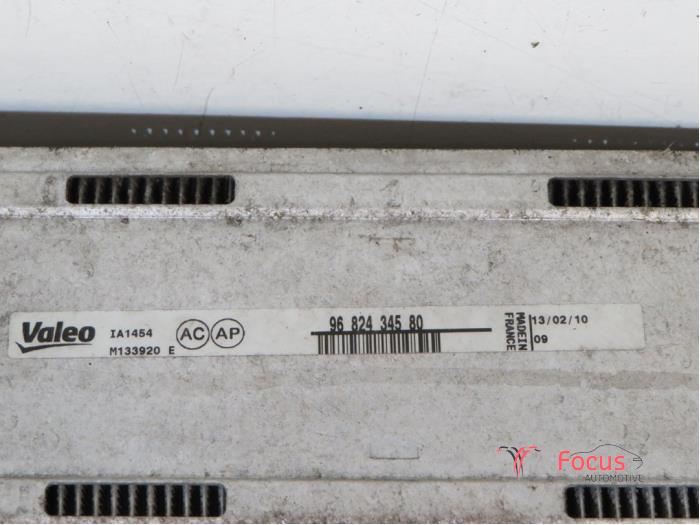 Valeo
IA1454
M133920 E
AC AP
96 824 345 80
MADE IN
FRANCE
13/02/10
09
Focus
AUTOMOTIVE